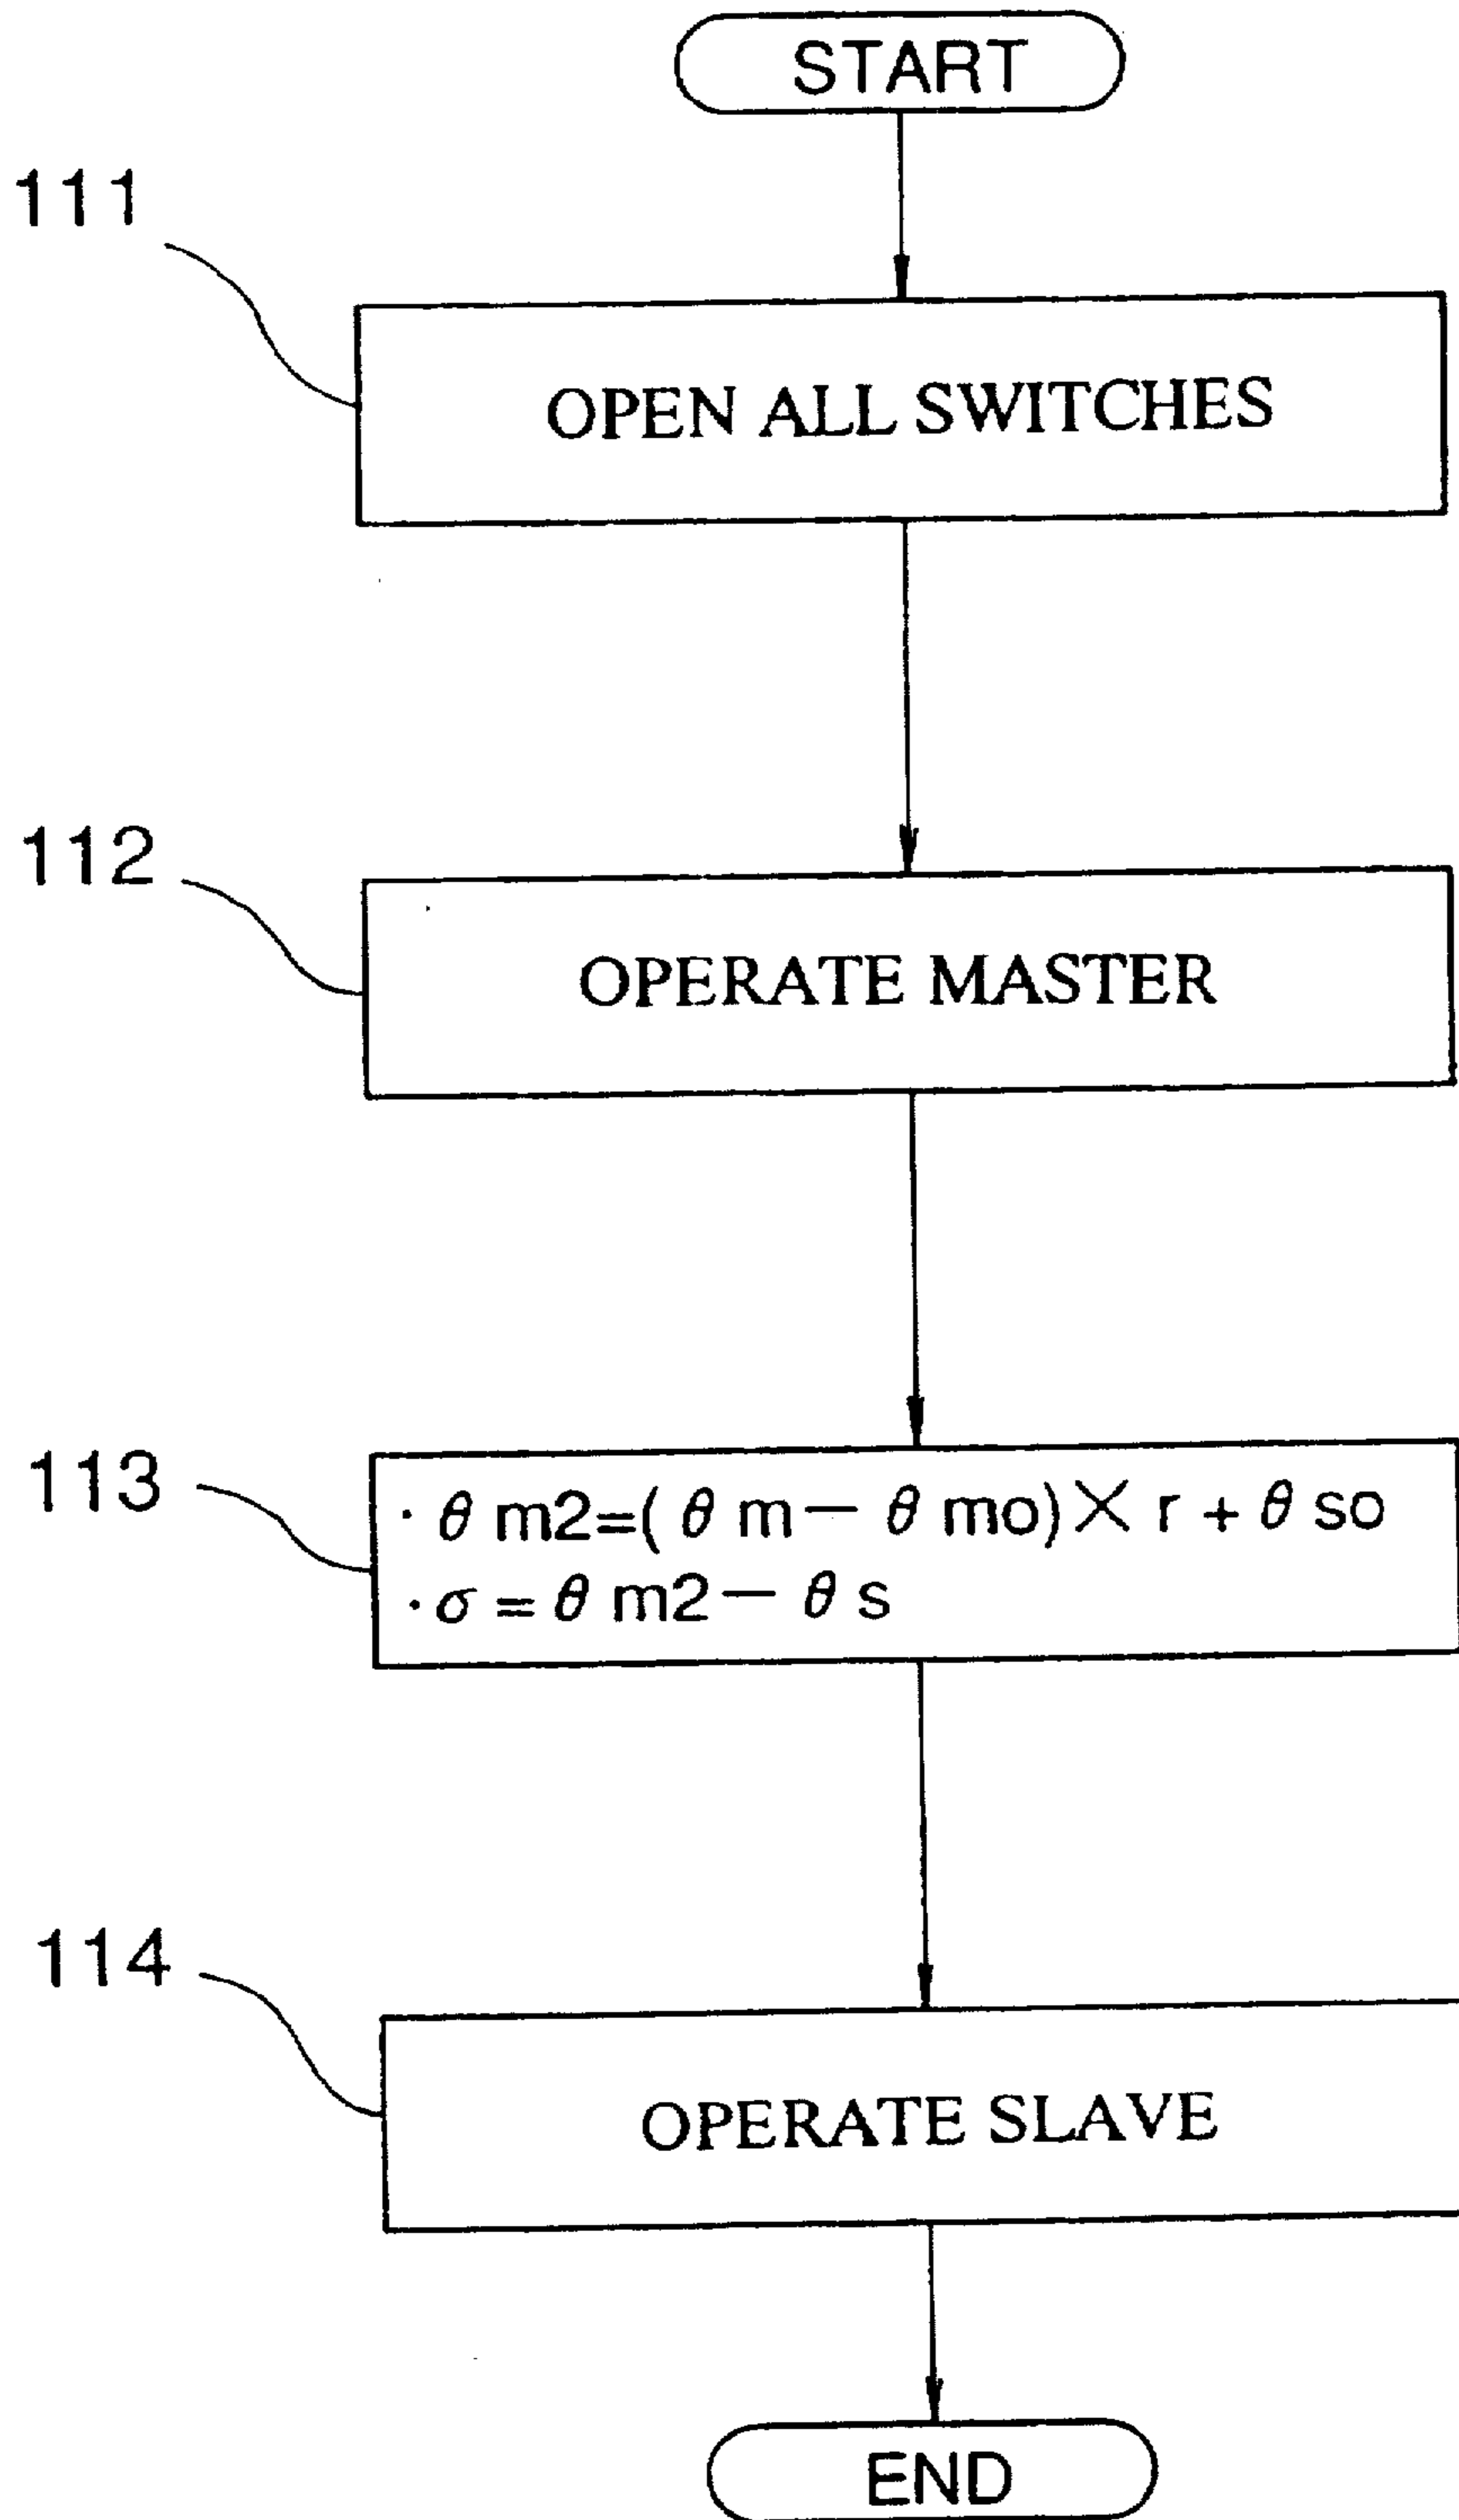 START
111
OPEN ALL SWITCHES
112
OPERATE MASTER
113
· θ m2=( θ m − θ mo) X r + θ so
· σ = θ m2 − θ s
114
OPERATE SLAVE
END